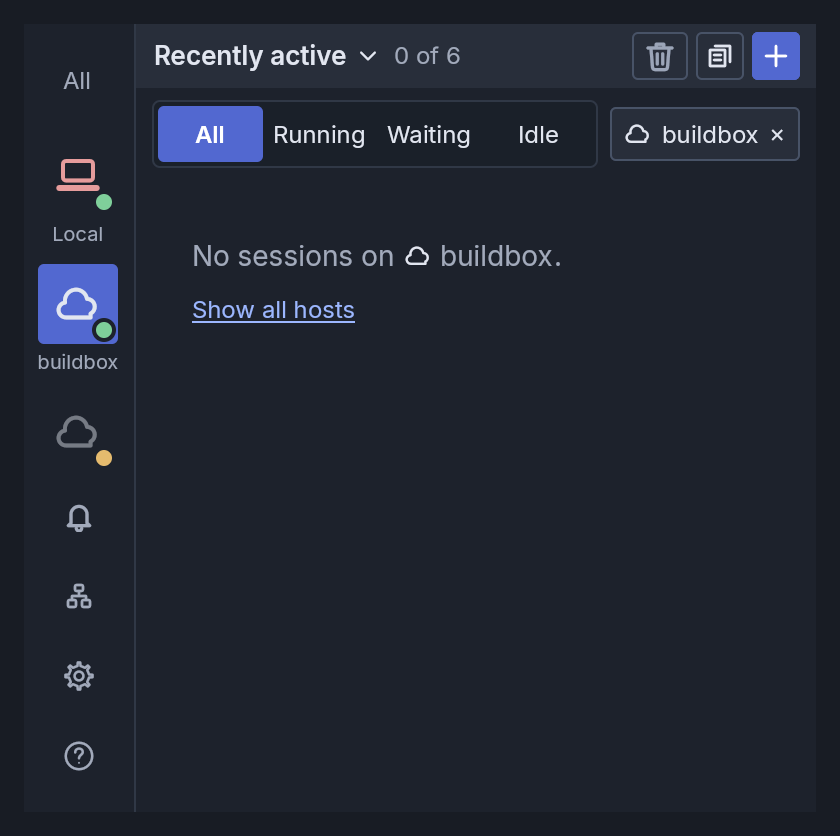 All
Local
buildbox
Recently active 0 of 6
All Running Waiting Idle
buildbox ×
No sessions on buildbox.
Show all hosts